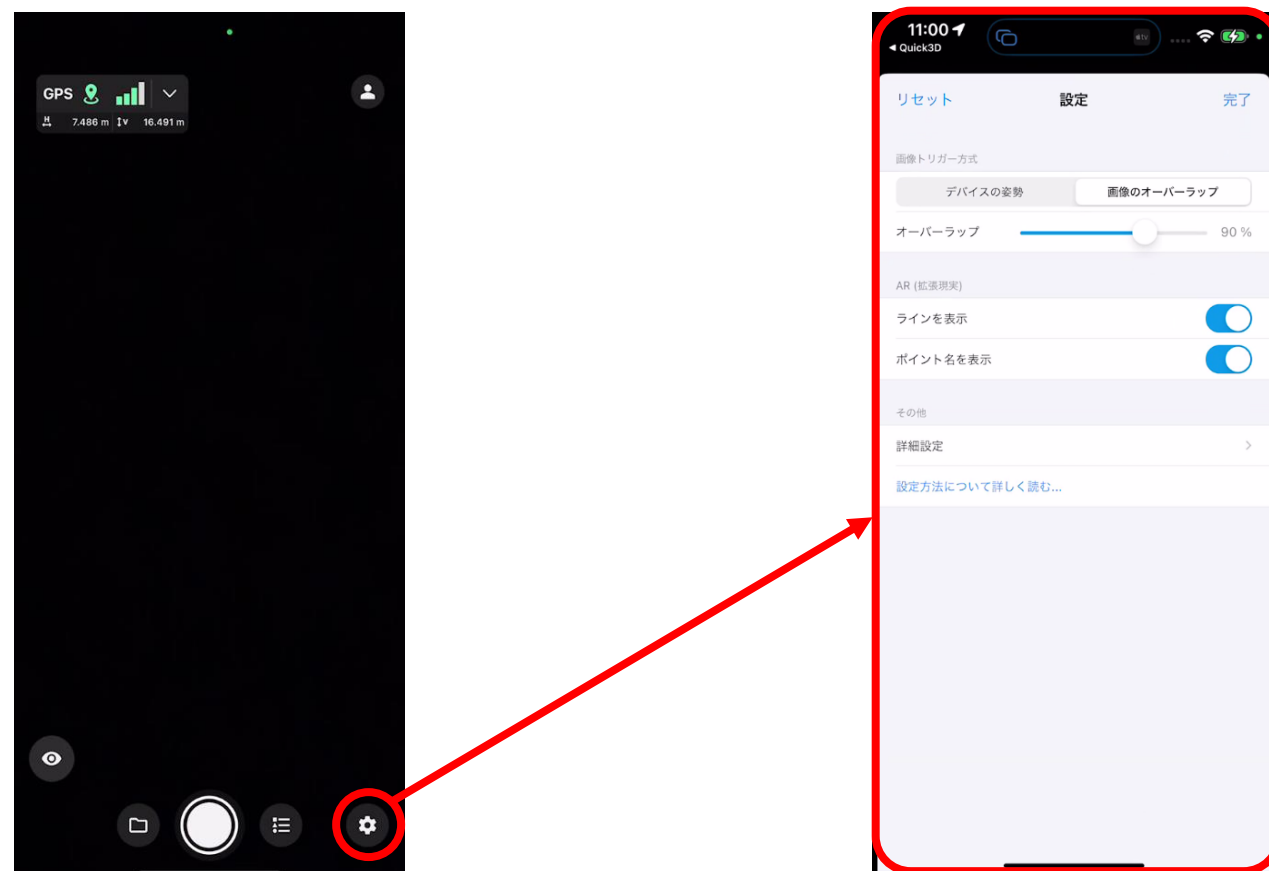 GPS
H 7.486 m V 16.491 m
11:00
◀ Quick3D
tv
リセット 設定 完了
画像トリガー方式
デバイスの姿勢 画像のオーバーラップ
オーバーラップ 90 %
AR (拡張現実)
ラインを表示
ポイント名を表示
その他
詳細設定
設定方法について詳しく読む...